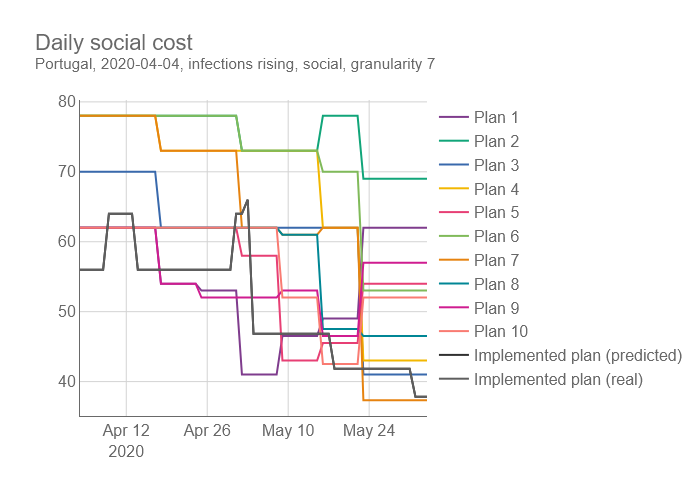 Daily social cost
Portugal, 2020-04-04, infections rising, social, granularity 7
80
70
60
50
40
Apr 12
2020
Apr 26
May 10
May 24
Plan 1
Plan 2
Plan 3
Plan 4
Plan 5
Plan 6
Plan 7
Plan 8
Plan 9
Plan 10
Implemented plan (predicted)
Implemented plan (real)